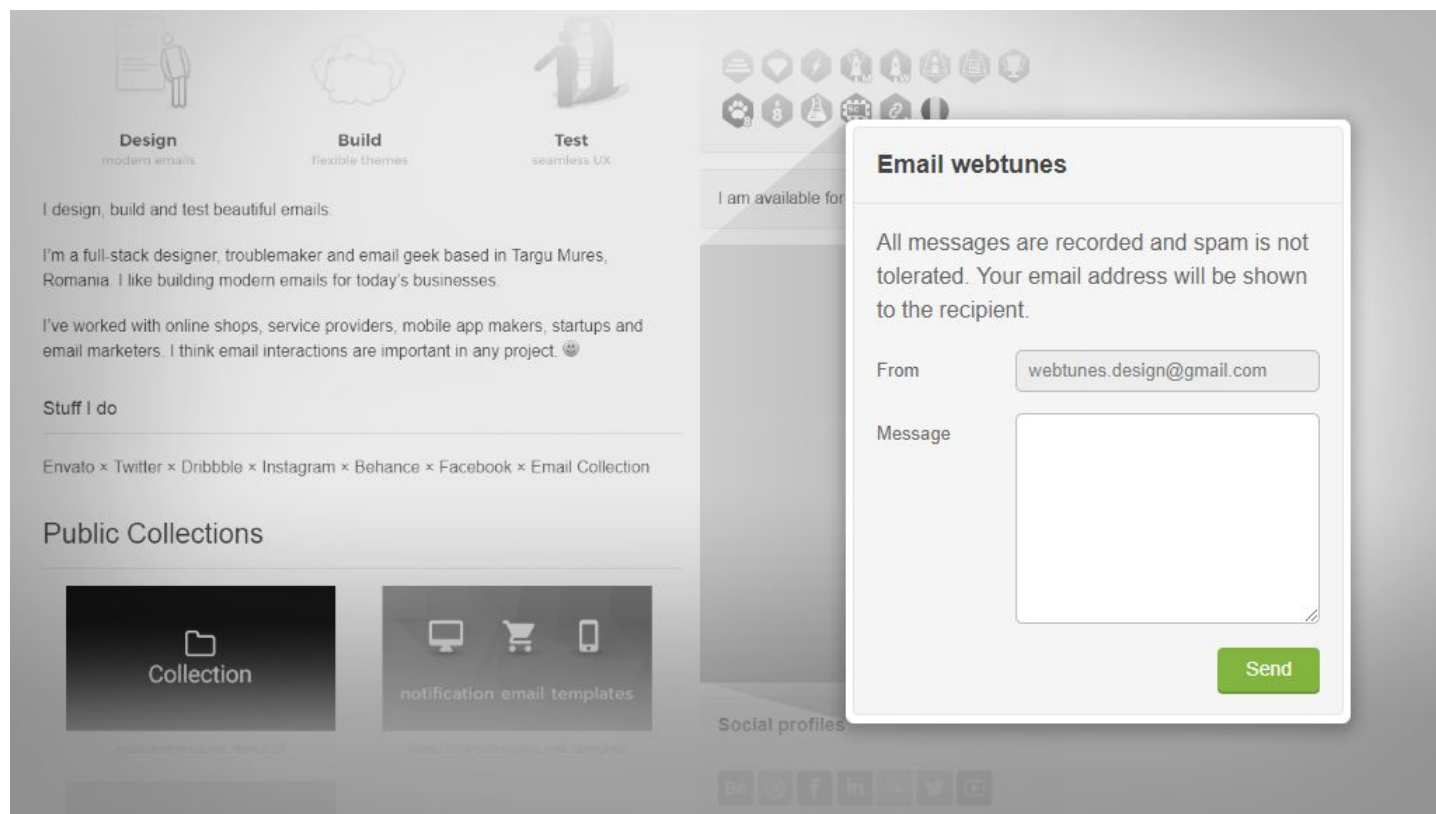 Design
modern emails
Build
flexible themes
Test
seamless UX
I design, build and test beautiful emails.
I'm a full-stack designer, troublemaker and email geek based in Targu Mures,
Romania. I like building modern emails for today's businesses.
I've worked with online shops, service providers, mobile app makers, startups and
email marketers. I think email interactions are important in any project.
Stuff I do
Envato × Twitter × Dribbble × Instagram × Behance × Facebook × Email Collection
Public Collections
Collection
notification email templates
I am available for
Email webtunes
All messages are recorded and spam is not
tolerated. Your email address will be shown
to the recipient.
From
webtunes.design@gmail.com
Message
Send
Social profiles
Be
f
in